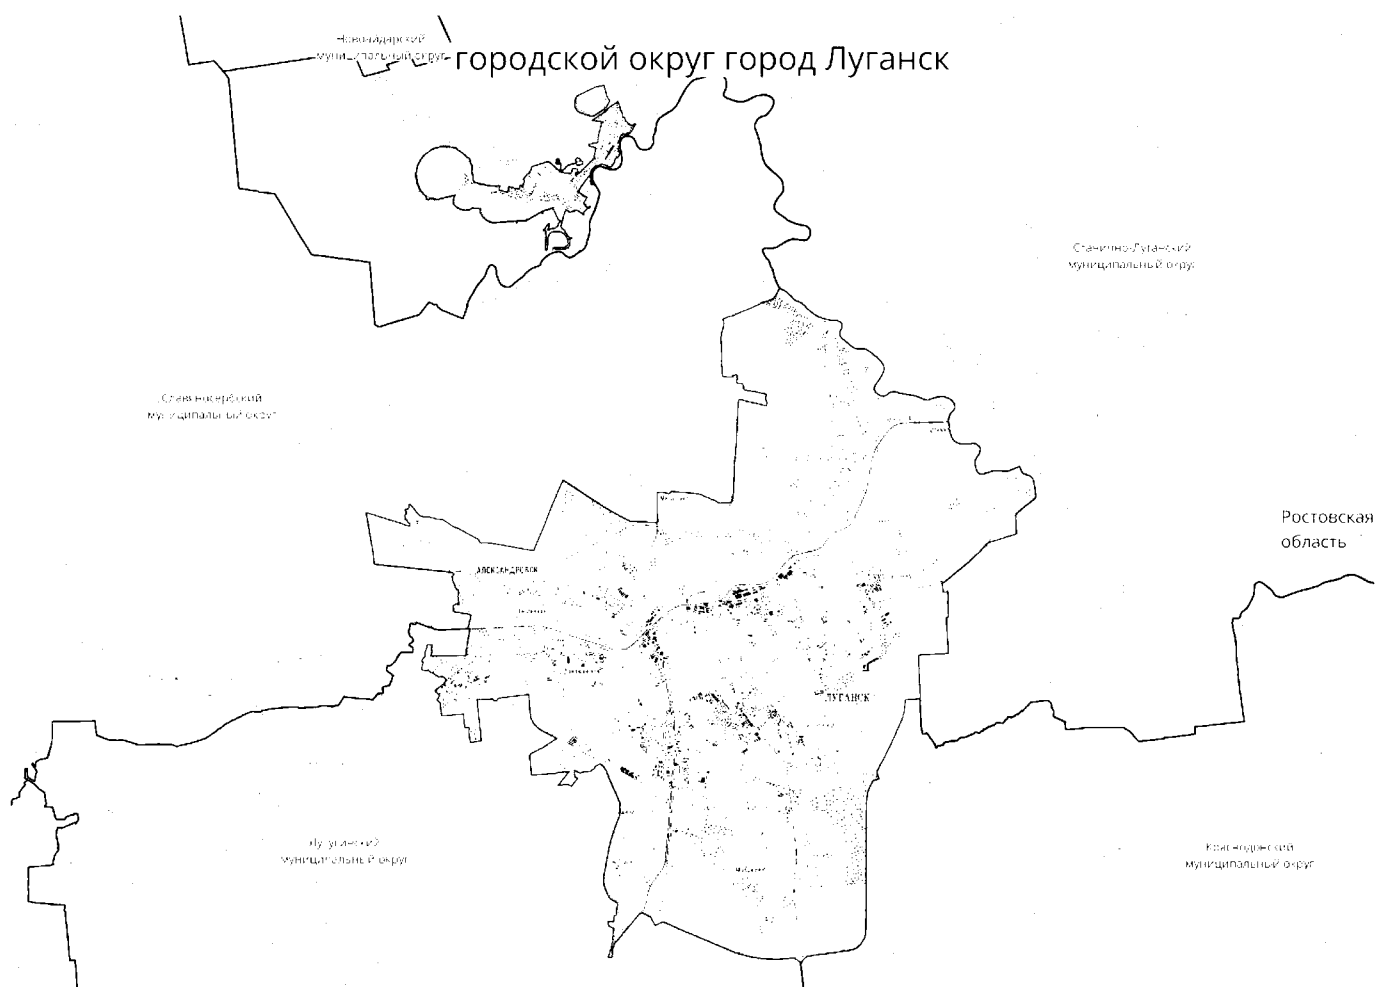 Новоайдарский
муниципальный округ
городской округ город Луганск
Станично-Луганский
муниципальный округ
Славяносербский
муниципальный округ
Ростовская
область
АЛЕКСАНДРОВСК
ЛУГАНСК
Лутугинский
муниципальный округ
Краснодонский
муниципальный округ